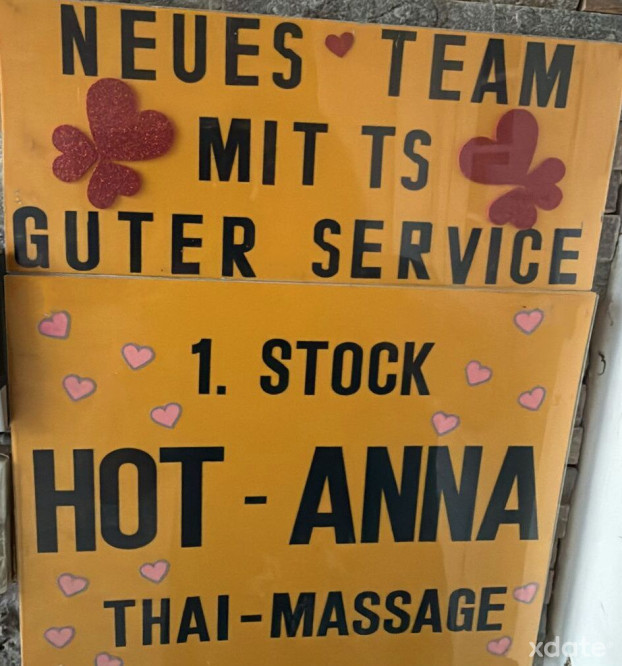 NEUES TEAM
MIT TS
GUTER SERVICE
1. STOCK
HOT-ANNA
THAI-MASSAGE
xdate